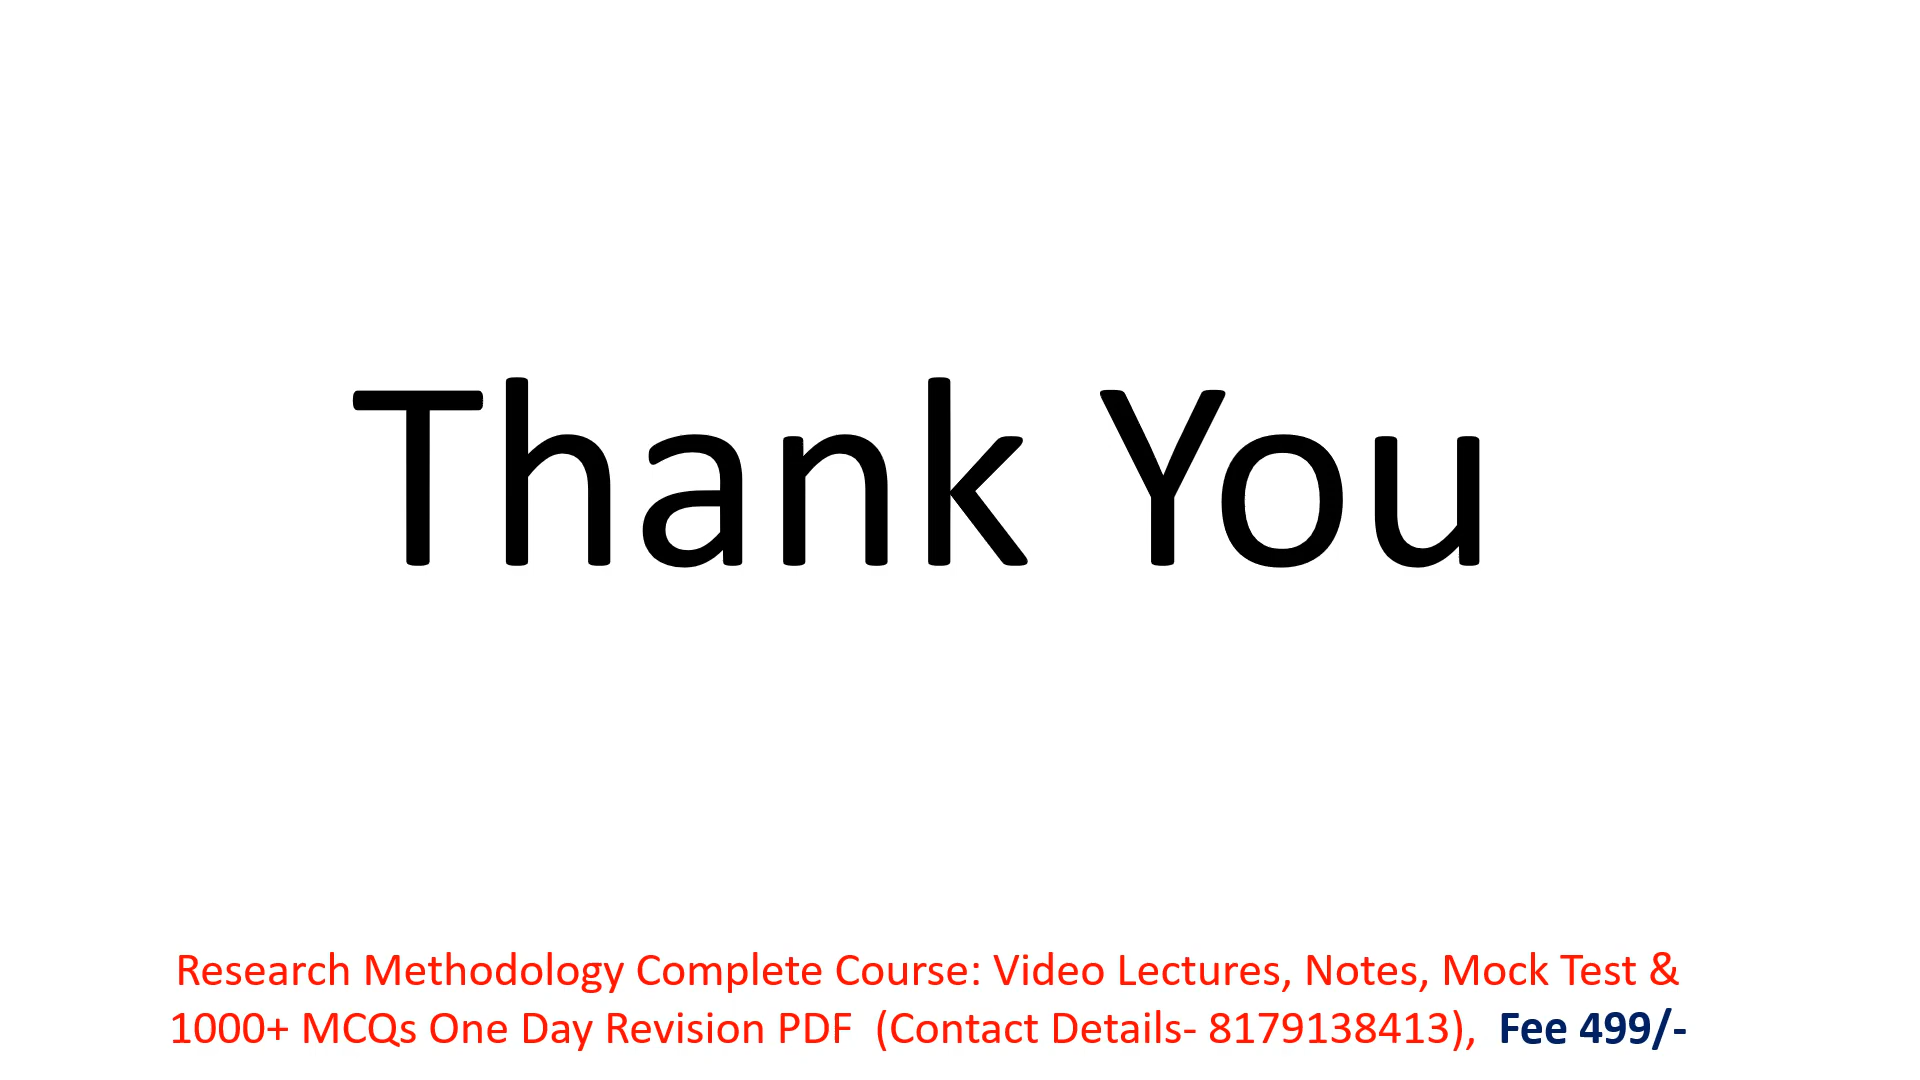 Thank You
Research Methodology Complete Course: Video Lectures, Notes, Mock Test &
1000+ MCQs One Day Revision PDF (Contact Details- 8179138413), Fee 499/-